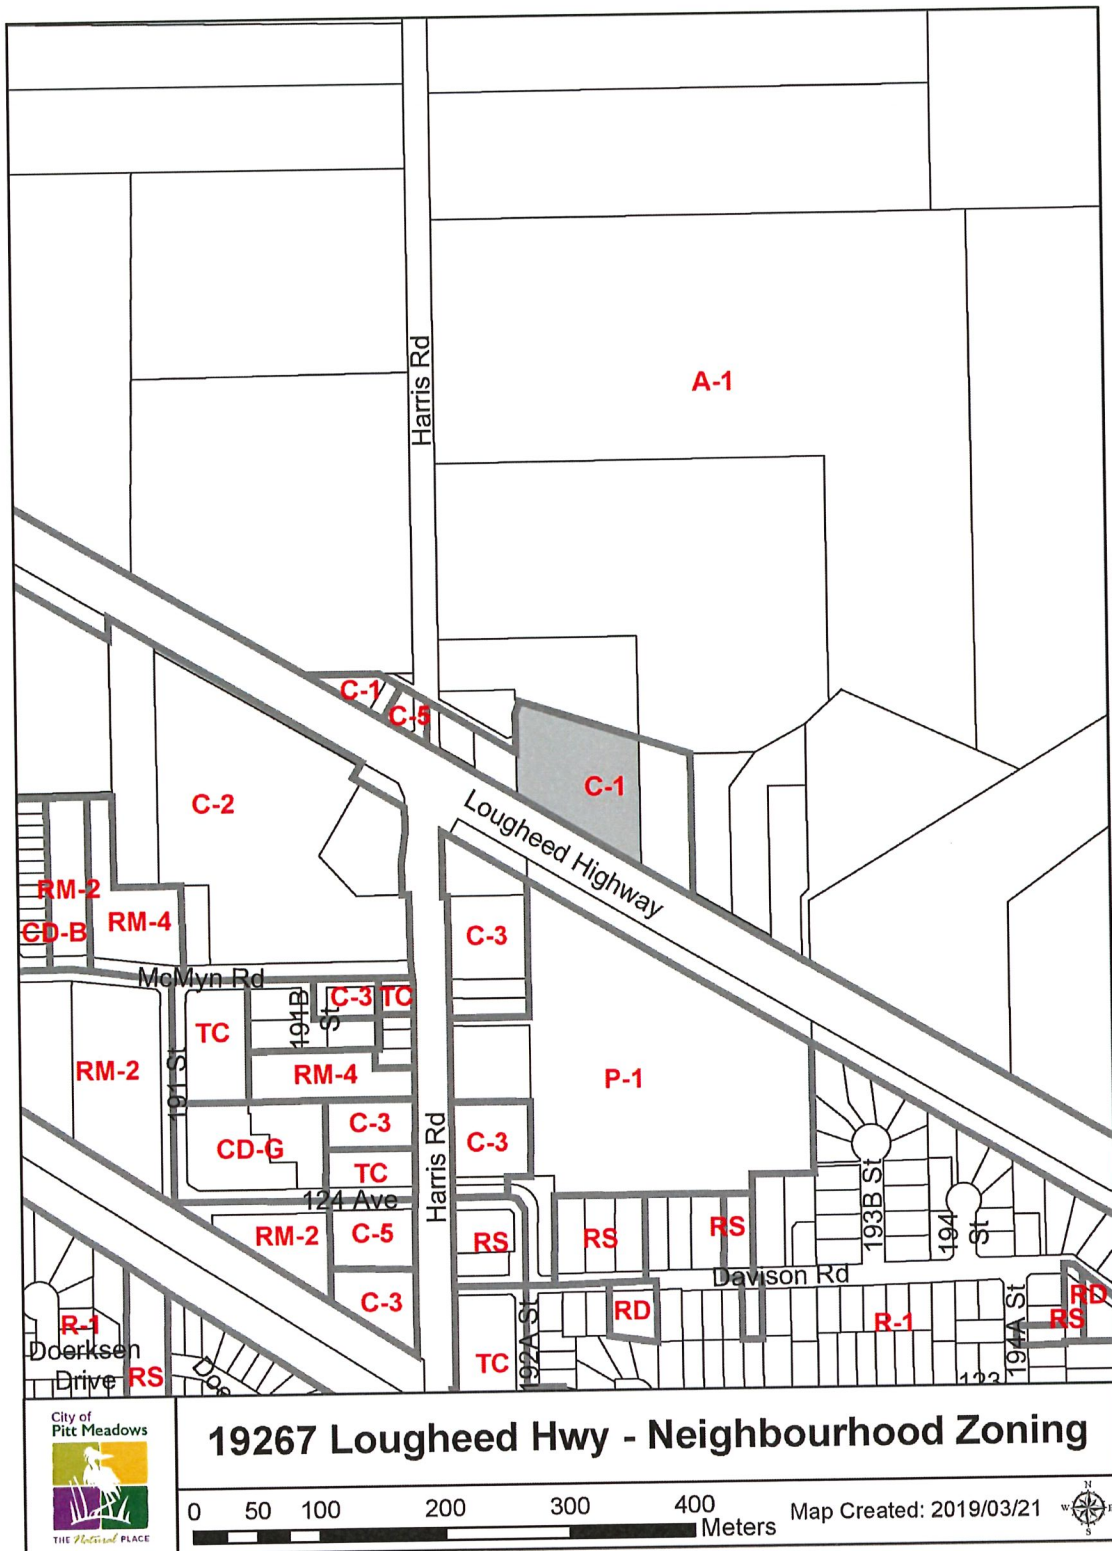 Harris Rd
A-1
C-1
C-5
C-1
C-2
Lougheed Highway
RM-2
CD-B
RM-4
C-3
McMyn Rd
C-3
TC
191B
St
TC
RM-2
191 St
RM-4
P-1
C-3
C-3
CD-G
TC
Harris Rd
124 Ave
RM-2
C-5
RS
RS
RS
193B St
194
St
Davison Rd
C-3
RD
R-1
RD
RS
194A St
R-1
Doerksen
Drive
RS
Doe
TC
192A St
City of
Pitt Meadows
THE Natural PLACE
19267 Lougheed Hwy - Neighbourhood Zoning
0 50 100 200 300 400
Meters
Map Created: 2019/03/21
N
W E
S